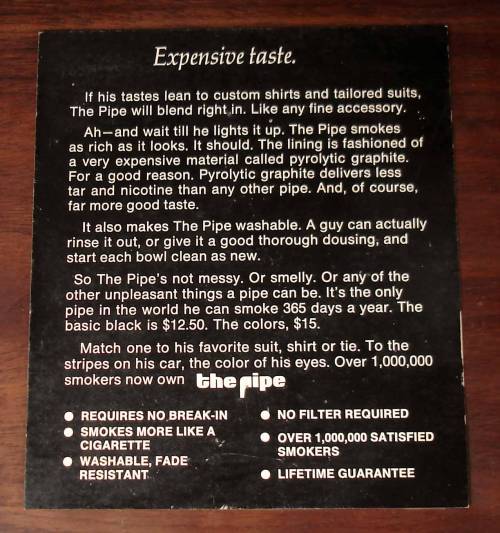 Expensive taste.
If his tastes lean to custom shirts and tailored suits,
The Pipe will blend right in. Like any fine accessory.
Ah—and wait till he lights it up. The Pipe smokes
as rich as it looks. It should. The lining is fashioned of
a very expensive material called pyrolytic graphite.
For a good reason. Pyrolytic graphite delivers less
tar and nicotine than any other pipe. And, of course,
far more good taste.
It also makes The Pipe washable. A guy can actually
rinse it out, or give it a good thorough dousing, and
start each bowl clean as new.
So The Pipe's not messy. Or smelly. Or any of the
other unpleasant things a pipe can be. It's the only
pipe in the world he can smoke 365 days a year. The
basic black is $12.50. The colors, $15.
Match one to his favorite suit, shirt or tie. To the
stripes on his car, the color of his eyes. Over 1,000,000
smokers now own the pipe
● REQUIRES NO BREAK-IN
● SMOKES MORE LIKE A
CIGARETTE
● WASHABLE, FADE
RESISTANT
● NO FILTER REQUIRED
● OVER 1,000,000 SATISFIED
SMOKERS
● LIFETIME GUARANTEE